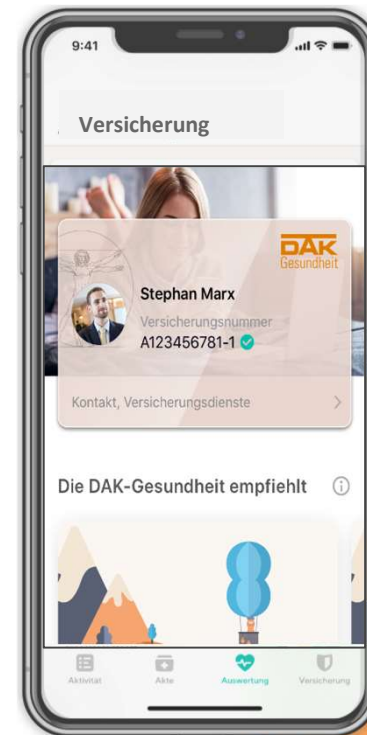 9:41
Versicherung
DAK
Gesundheit
Stephan Marx
Versicherungsnummer
A123456781-1
Kontakt, Versicherungsdienste
Die DAK-Gesundheit empfiehlt
Aktivität
Akte
Auswertung
Versicherung